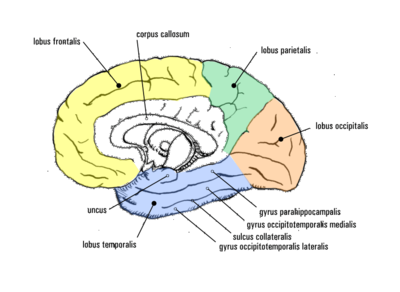 corpus callosum
lobus frontalis
lobus parietalis
lobus occipitalis
uncus
gyrus parahippocampalis
gyrus occipitotemporalis medialis
lobus temporalis
sulcus collateralis
gyrus occipitotemporalis lateralis